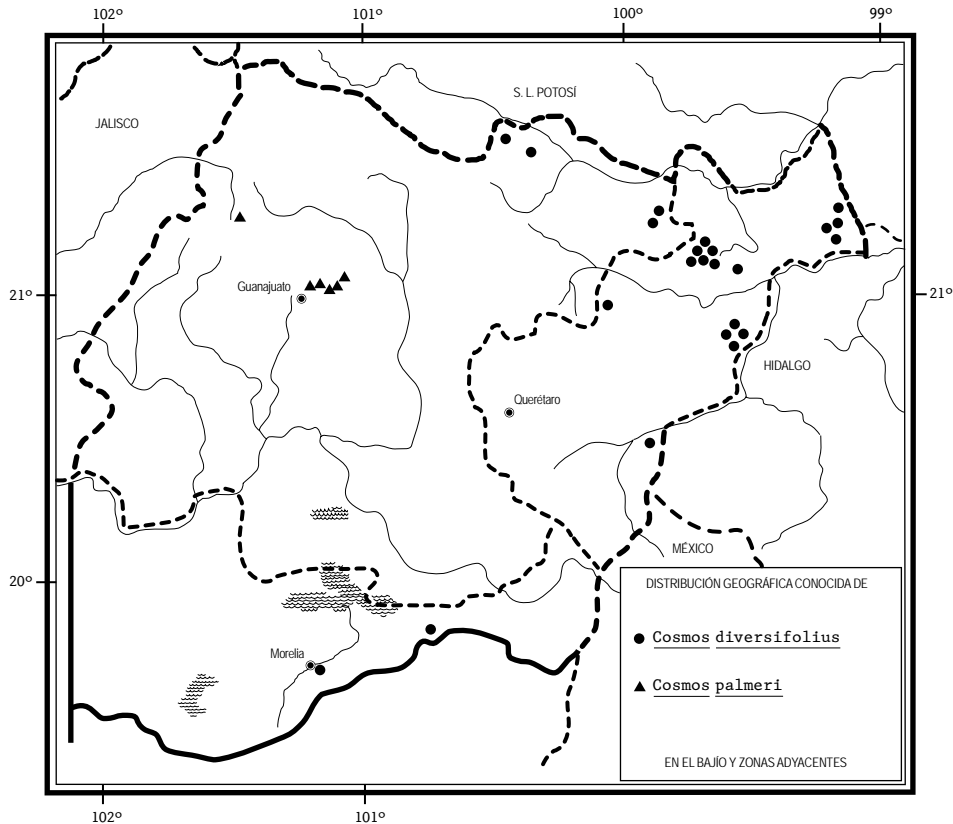 102º 101º 100º 99º
S. L. POTOSÍ
JALISCO
Guanajuato
21º 21º
HIDALGO
Querétaro
MÉXICO
20º
DISTRIBUCIÓN GEOGRÁFICA CONOCIDA DE
Cosmos diversifolius
Morelia
Cosmos palmeri
EN EL BAJÍO Y ZONAS ADYACENTES
102º 101º